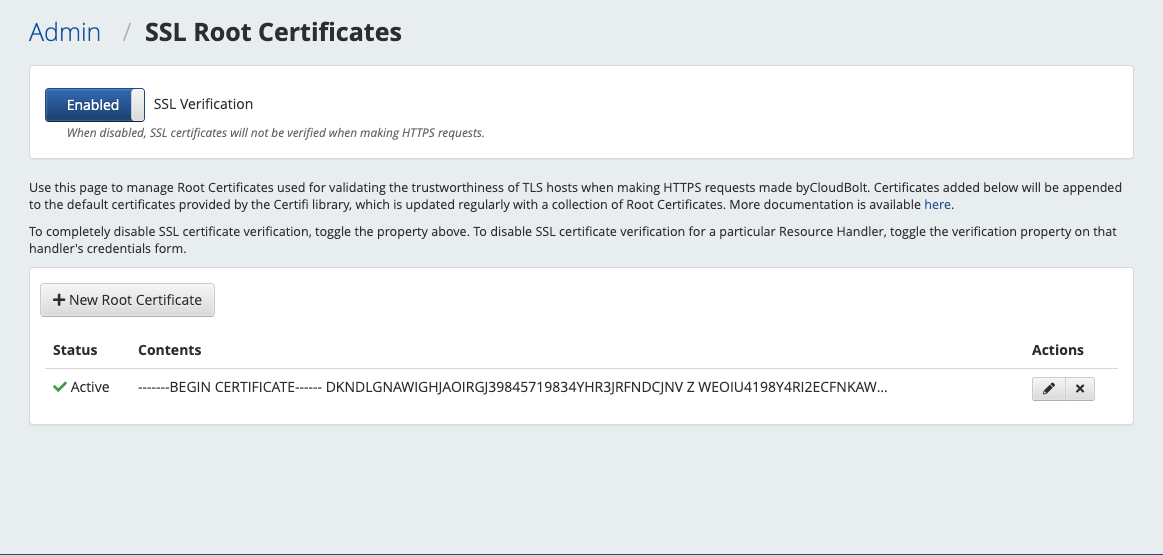 Admin / SSL Root Certificates
Enabled SSL Verification
When disabled, SSL certificates will not be verified when making HTTPS requests.
Use this page to manage Root Certificates used for validating the trustworthiness of TLS hosts when making HTTPS requests made byCloudBolt. Certificates added below will be appended
to the default certificates provided by the Certifi library, which is updated regularly with a collection of Root Certificates. More documentation is available here.
To completely disable SSL certificate verification, toggle the property above. To disable SSL certificate verification for a particular Resource Handler, toggle the verification property on that
handler's credentials form.
New Root Certificate
Status Contents Actions
Active -------BEGIN CERTIFICATE------ DKNDLGNAWIGHJAOIRGJ39845719834YHR3JRFNDCJNV Z WEOIU4198Y4RI2ECFNKAW...